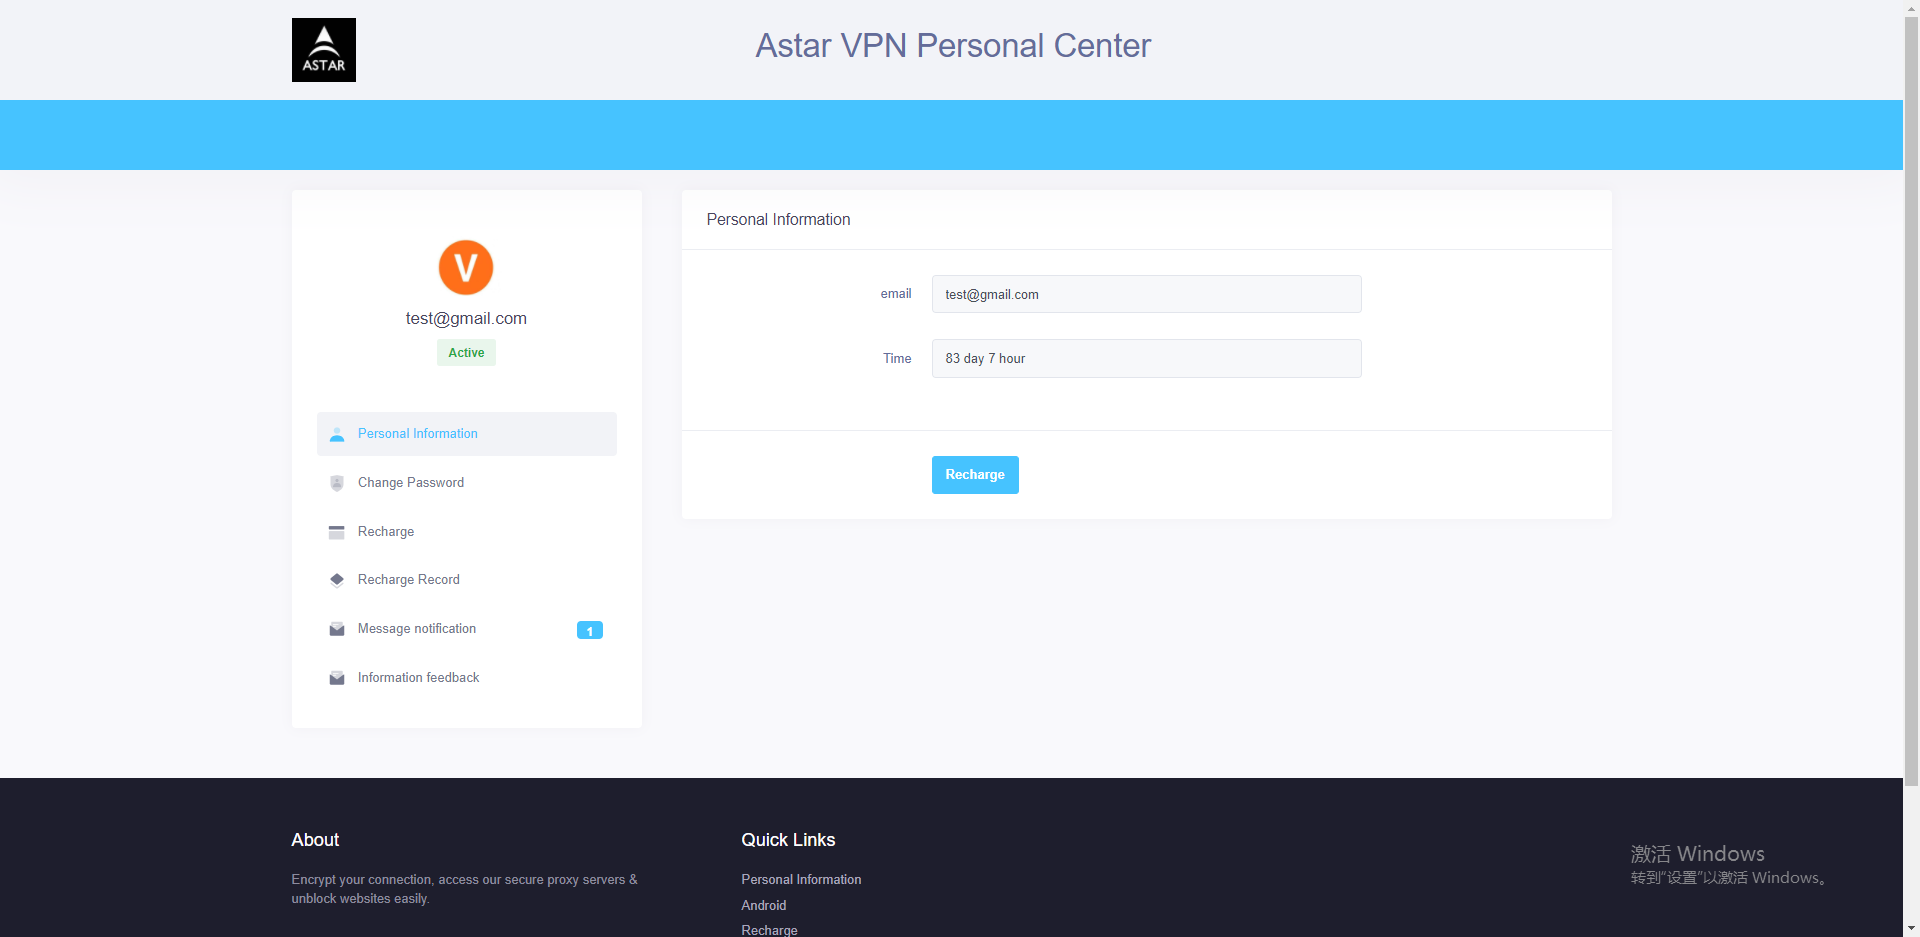 ASTAR
Astar VPN Personal Center
V
test@gmail.com
Active
Personal Information
Change Password
Recharge
Recharge Record
Message notification
1
Information feedback
Personal Information
email
test@gmail.com
Time
83 day 7 hour
Recharge
About
Encrypt your connection, access our secure proxy servers &
unblock websites easily.
Quick Links
Personal Information
Android
Recharge
激活 Windows
转到“设置”以激活 Windows。